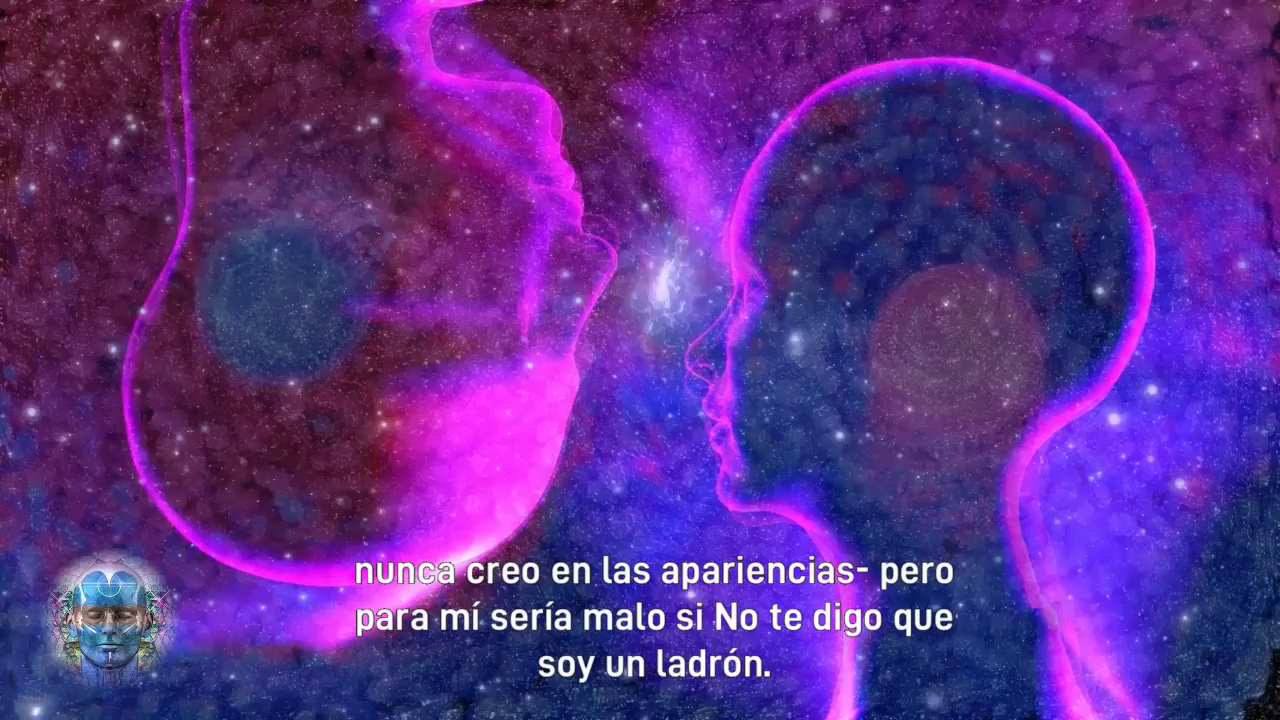 nunca creo en las apariencias- pero
para mí sería malo si No te digo que
soy un ladrón.